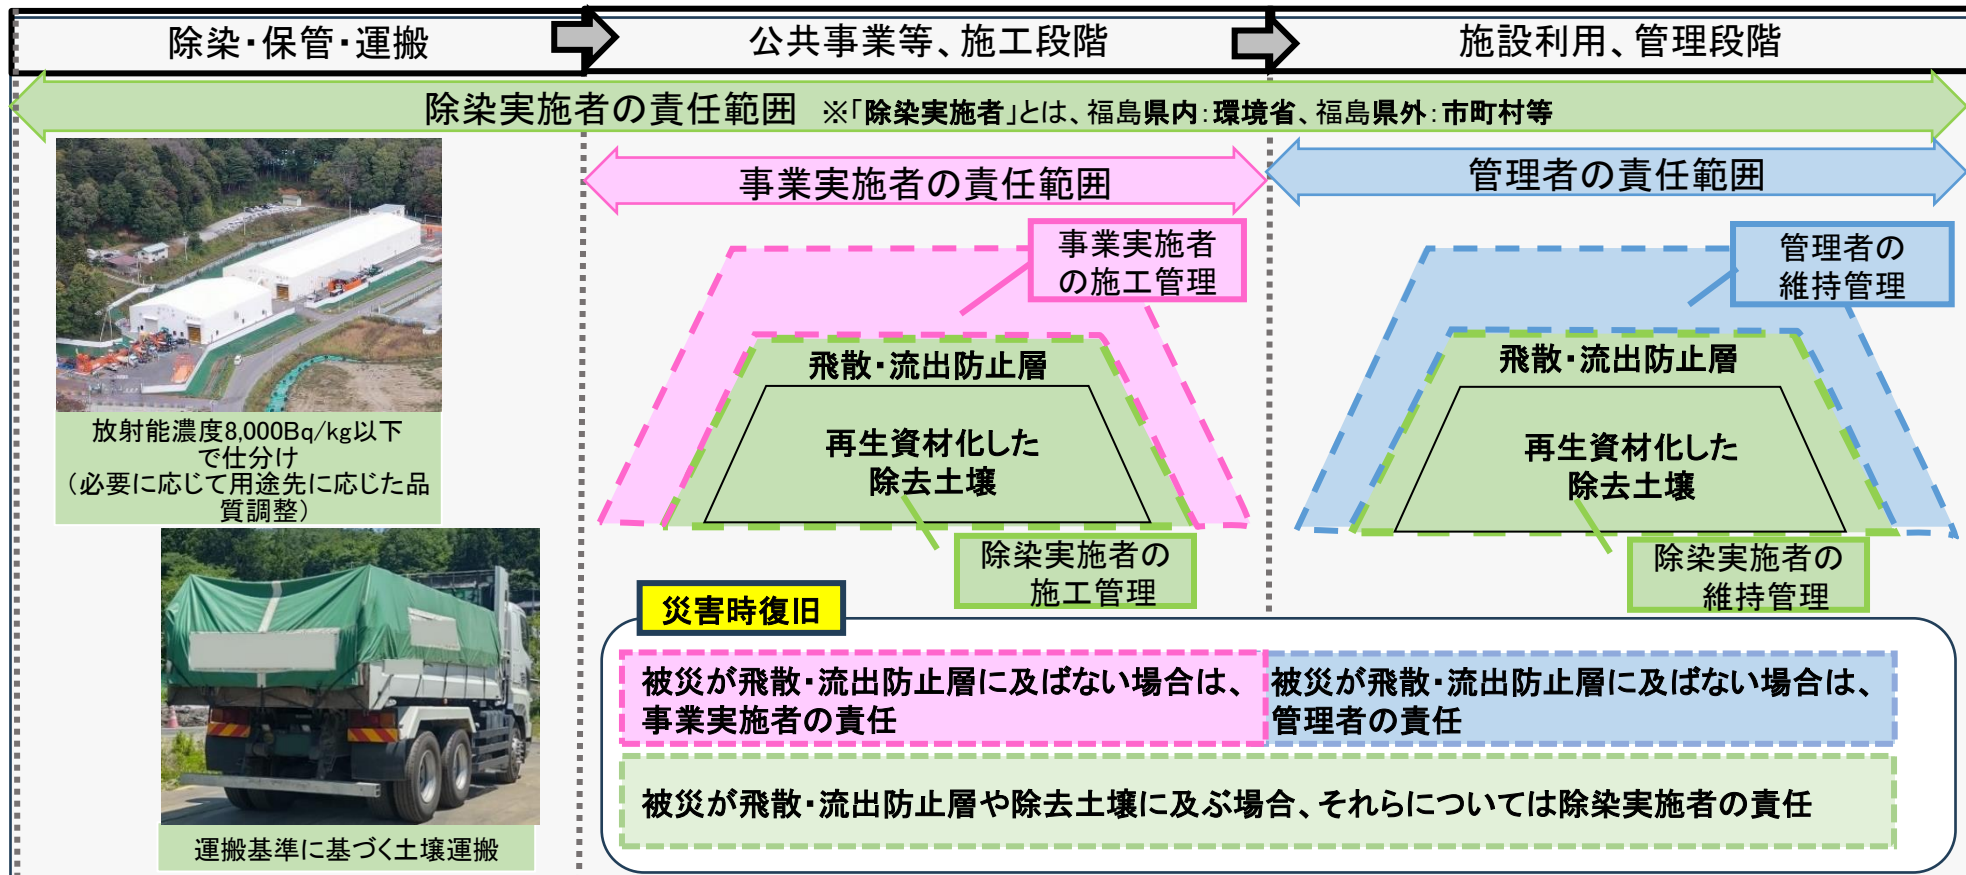 除染・保管・運搬
公共事業等、施工段階
施設利用、管理段階
除染実施者の責任範囲 ※「除染実施者」とは、福島県内：環境省、福島県外：市町村等
事業実施者の責任範囲
管理者の責任範囲
放射能濃度8,000Bq/kg以下
で仕分け
（必要に応じて用途先に応じた品
質調整）
運搬基準に基づく土壌運搬
事業実施者
の施工管理
飛散・流出防止層
再生資材化した
除去土壌
除染実施者の
施工管理
管理者の
維持管理
飛散・流出防止層
再生資材化した
除去土壌
除染実施者の
維持管理
災害時復旧
被災が飛散・流出防止層に及ばない場合は、
事業実施者の責任
被災が飛散・流出防止層に及ばない場合は、
管理者の責任
被災が飛散・流出防止層や除去土壌に及ぶ場合、それらについては除染実施者の責任